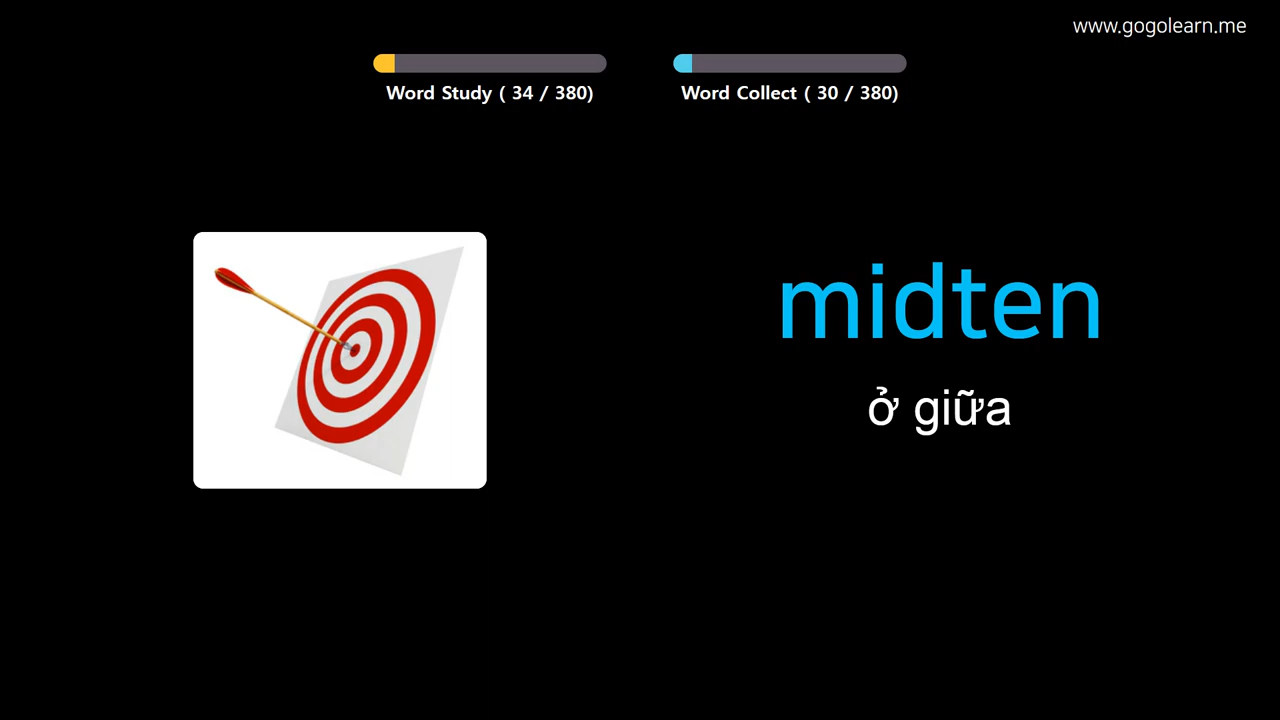 www.gogolearn.me
Word Study ( 34 / 380)
Word Collect ( 30 / 380)
midten
ở giữa